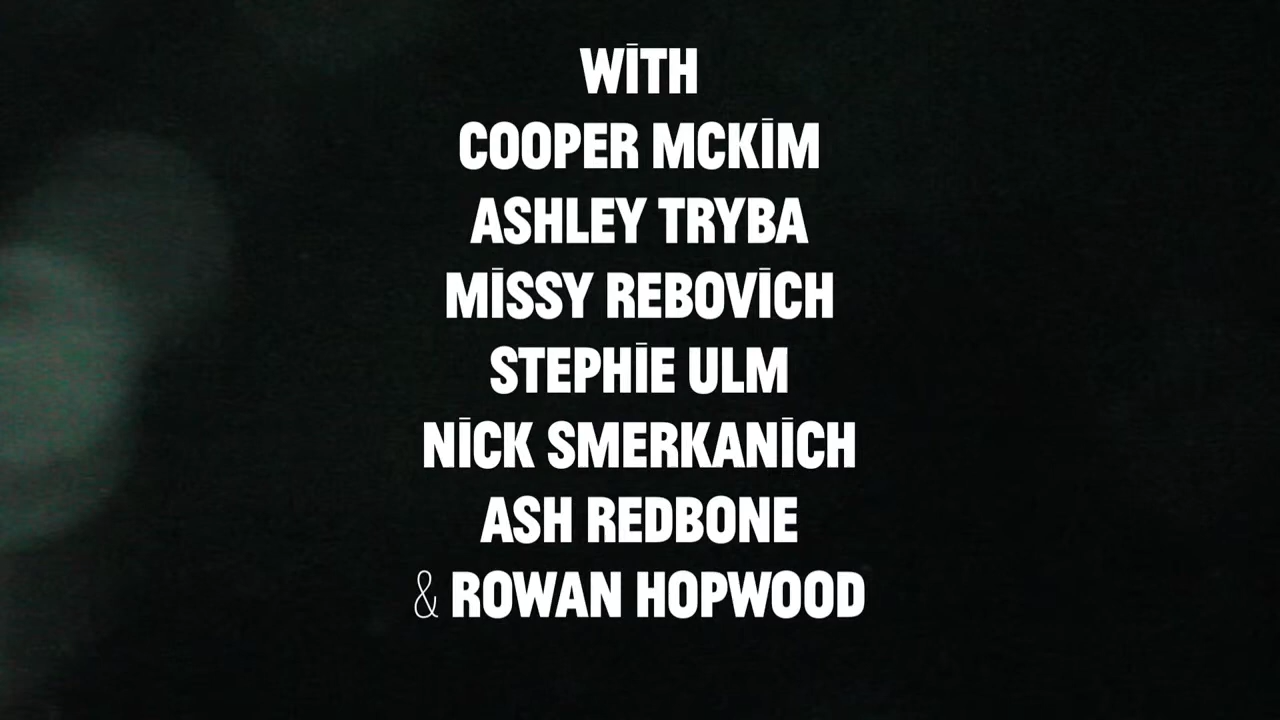 WITH
COOPER MCKIM
ASHLEY TRYBA
MISSY REBOVICH
STEPHIE ULM
NICK SMERKANICH
ASH REDBONE
& ROWAN HOPWOOD